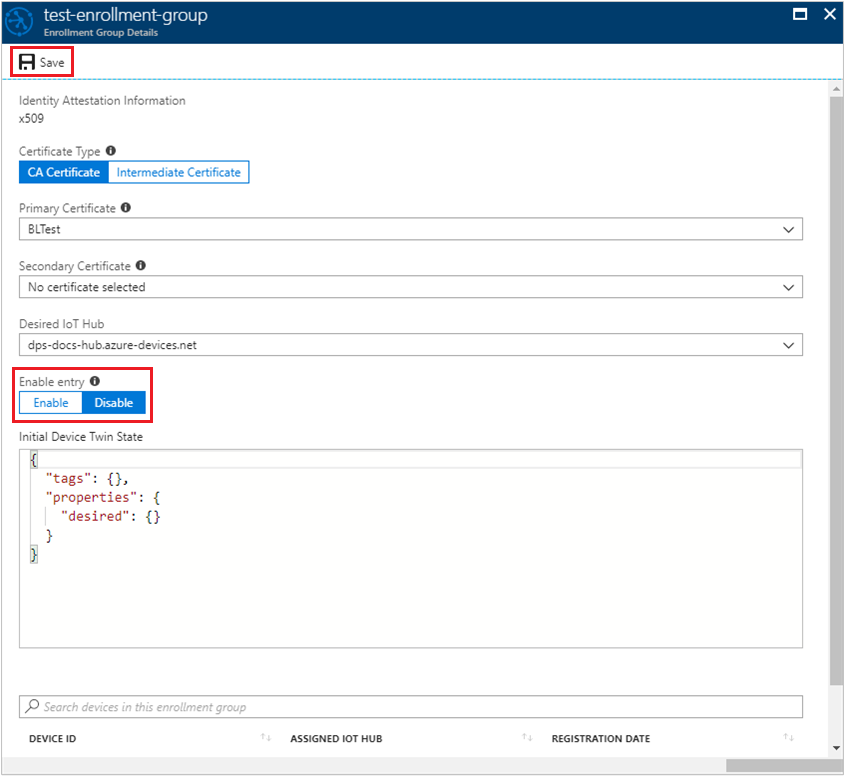 test-enrollment-group
Enrollment Group Details
Save
Identity Attestation Information
x509
Certificate Type
CA Certificate Intermediate Certificate
Primary Certificate
BLTest
Secondary Certificate
No certificate selected
Desired IoT Hub
dps-docs-hub.azure-devices.net
Enable entry
Enable Disable
Initial Device Twin State
{
"tags": {},
"properties": {
"desired": {}
}
}
Search devices in this enrollment group
DEVICE ID ASSIGNED IOT HUB REGISTRATION DATE